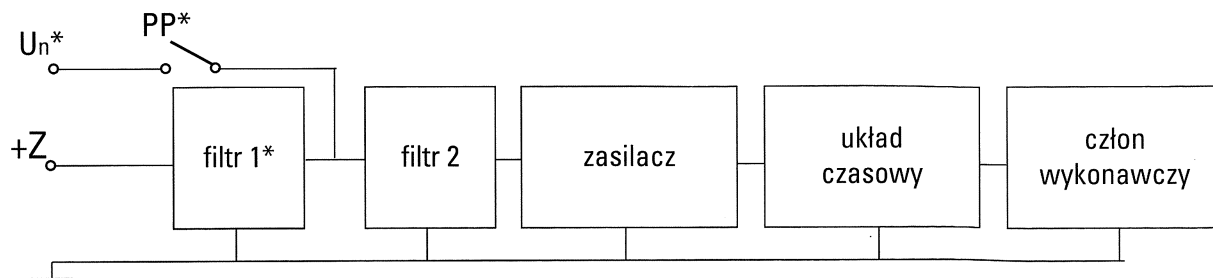 Un*
PP*
+Z
filtr 1*
filtr 2
zasilacz
układ
czasowy
człon
wykonawczy